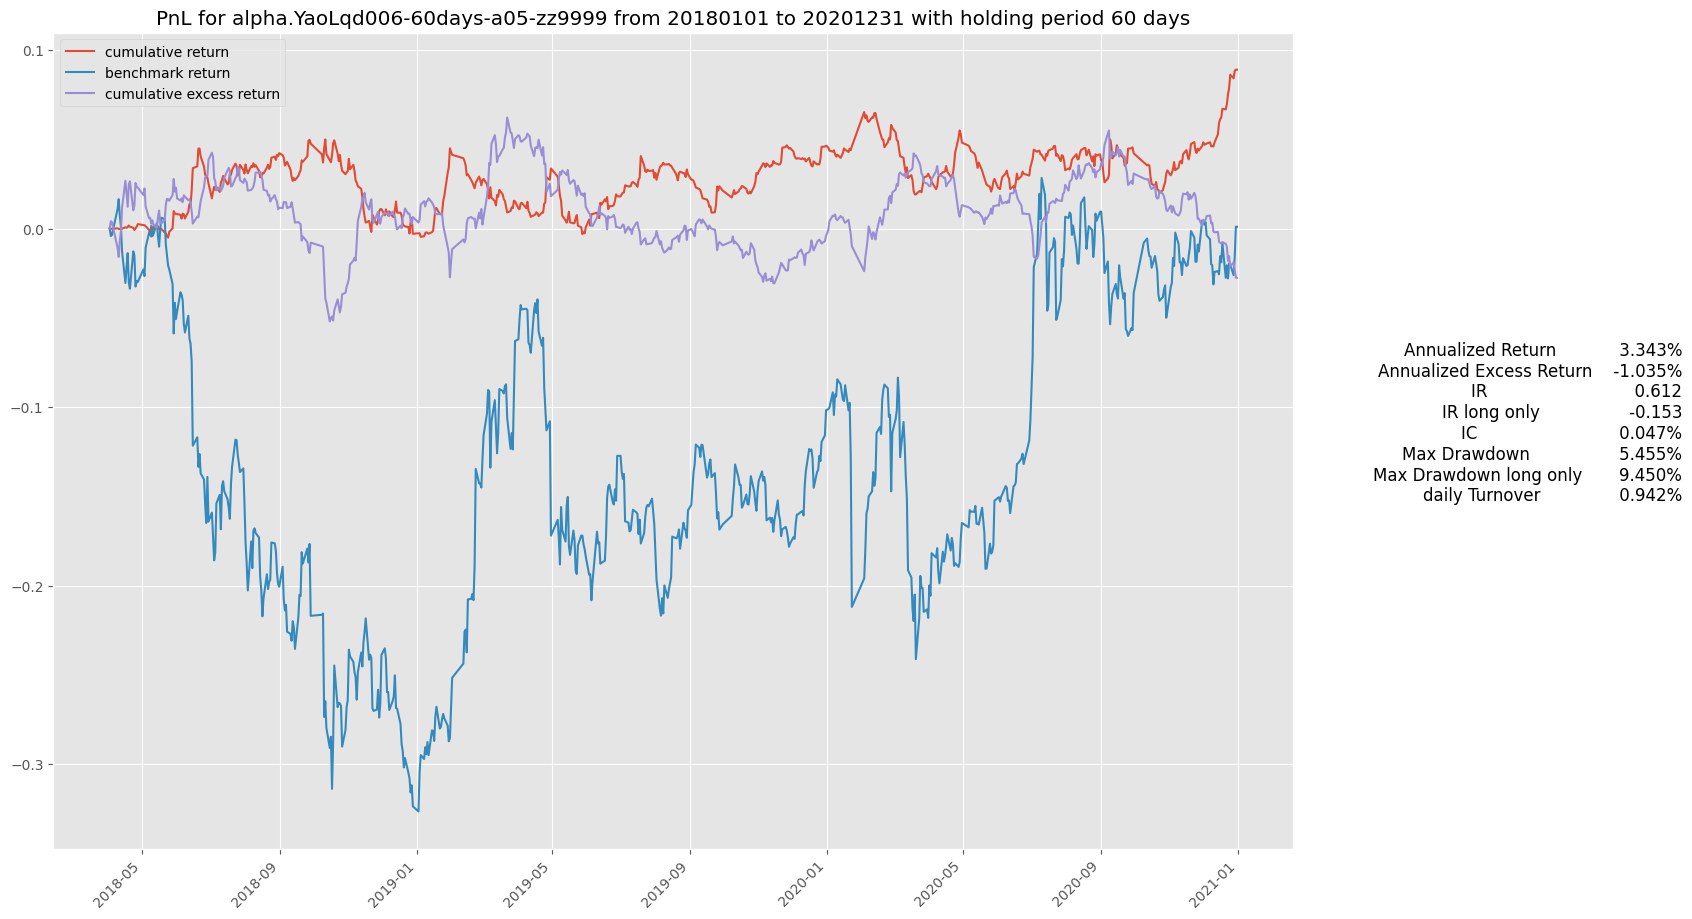 PnL for alpha.YaoLqd006-60days-a05-zz9999 from 20180101 to 20201231 with holding period 60 days
cumulative return
benchmark return
cumulative excess return
0.1
0.0
−0.1
−0.2
−0.3
2018-05
2018-09
2019-01
2019-05
2019-09
2020-01
2020-05
2020-09
2021-01
Annualized Return 3.343%
Annualized Excess Return -1.035%
IR 0.612
IR long only -0.153
IC 0.047%
Max Drawdown 5.455%
Max Drawdown long only 9.450%
daily Turnover 0.942%